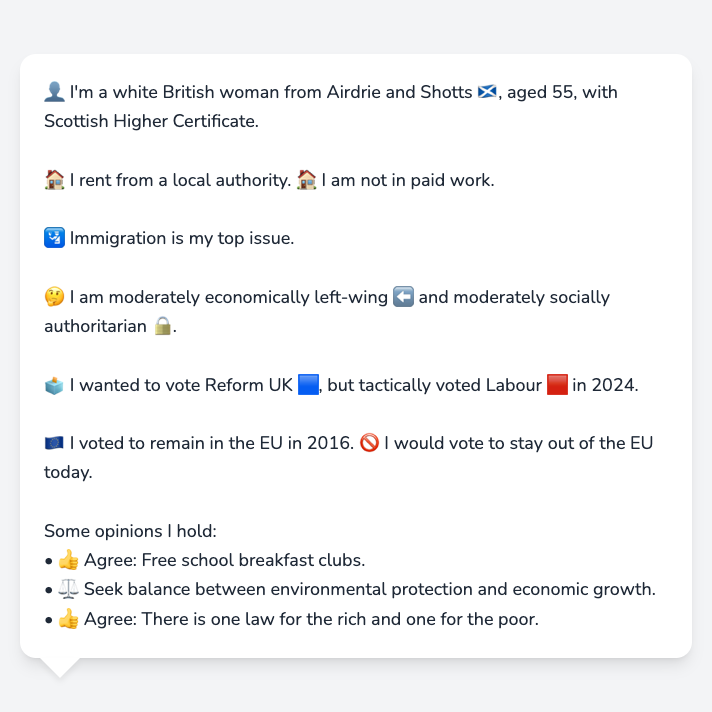 👤 I'm a white British woman from Airdrie and Shotts 🏴󠁧󠁢󠁳󠁣󠁴󠁿, aged 55, with
Scottish Higher Certificate.
🏠 I rent from a local authority. 🏠 I am not in paid work.
🛂 Immigration is my top issue.
🤔 I am moderately economically left-wing ⬅️ and moderately socially
authoritarian 🔒.
🗳️ I wanted to vote Reform UK 🟦, but tactically voted Labour 🟥 in 2024.
🇪🇺 I voted to remain in the EU in 2016. 🚫 I would vote to stay out of the EU
today.
Some opinions I hold:
• 👍 Agree: Free school breakfast clubs.
• ⚖️ Seek balance between environmental protection and economic growth.
• 👍 Agree: There is one law for the rich and one for the poor.